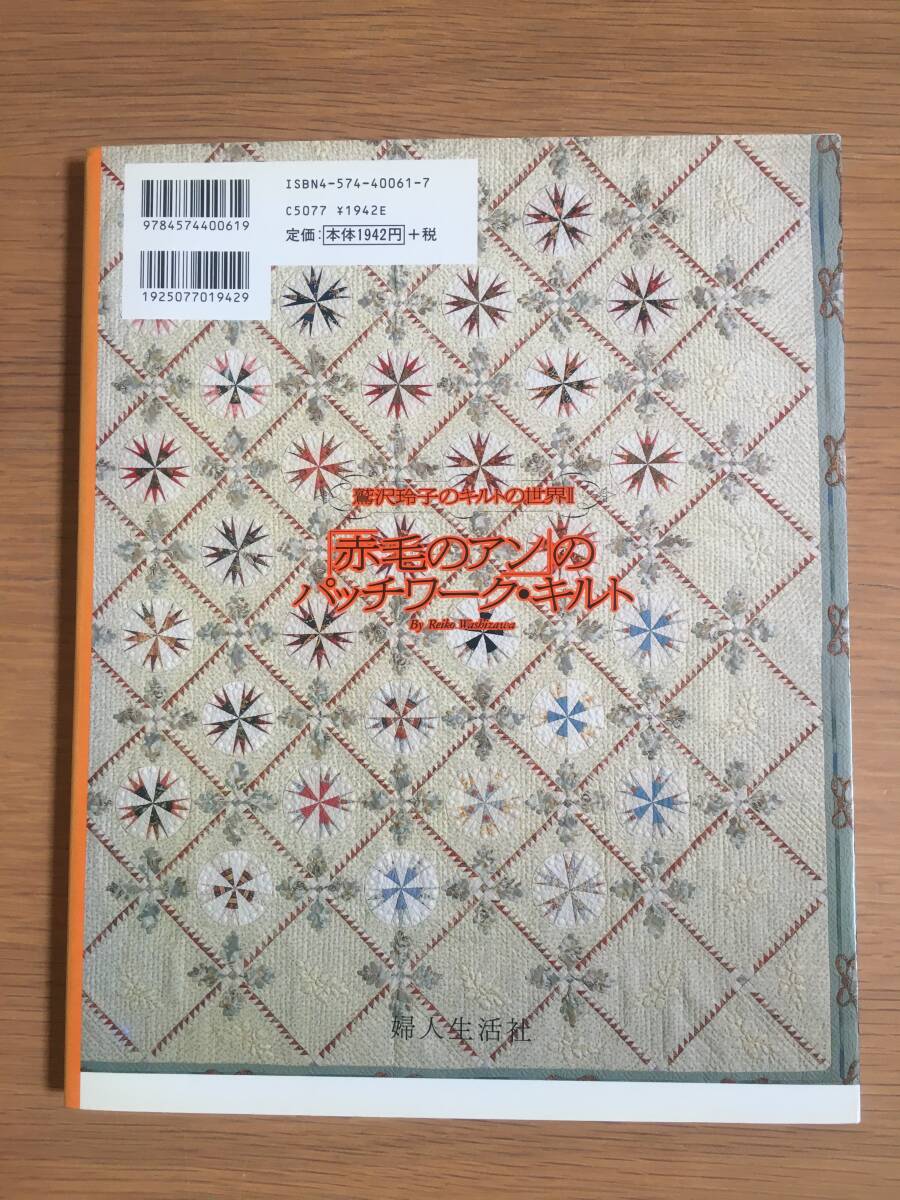 ISBN4-574-40061-7
C5077 ¥1942E
定価:本体1942円+税
9784574400619
1925077019429
鷲沢玲子のキルトの世界II
「赤毛のアン」の
パッチワーク・キルト
By Reiko Washizawa
婦人生活社